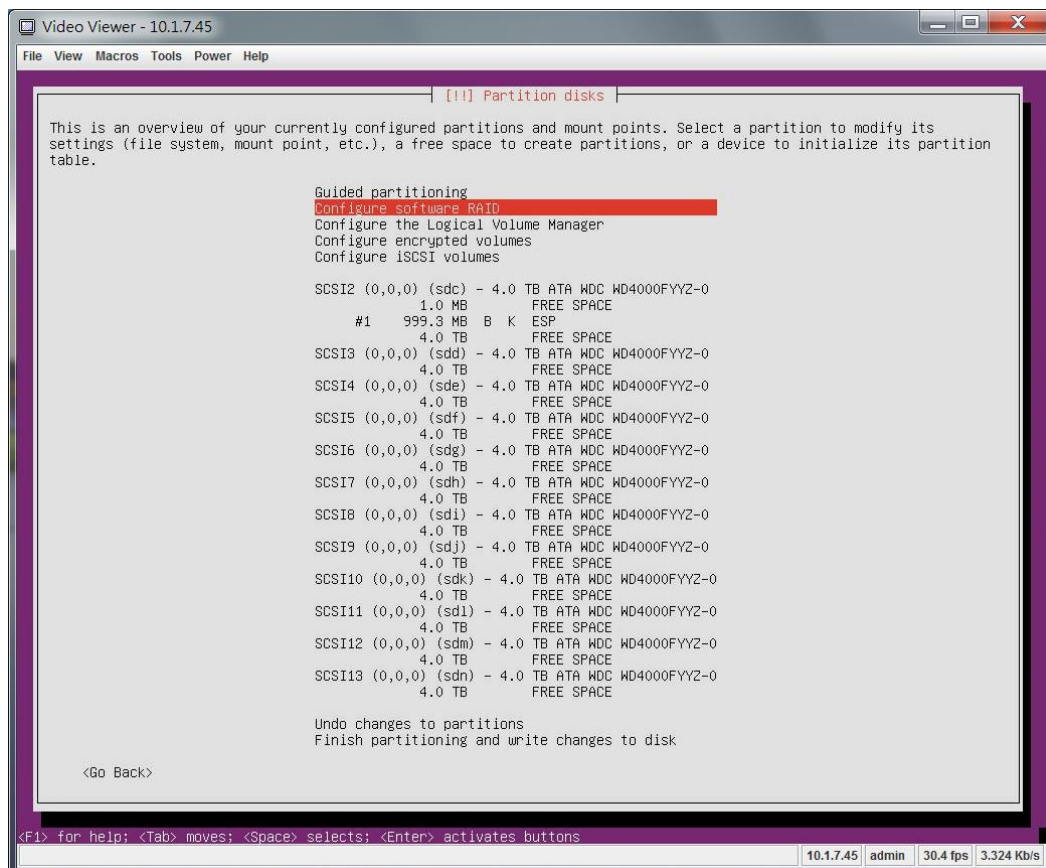 Video Viewer - 10.1.7.45
File View Macros Tools Power Help
[!!] Partition disks
This is an overview of your currently configured partitions and mount points. Select a partition to modify its
settings (file system, mount point, etc.), a free space to create partitions, or a device to initialize its partition
table.
Guided partitioning
Configure software RAID
Configure the Logical Volume Manager
Configure encrypted volumes
Configure iSCSI volumes
SCSI2 (0,0,0) (sdc) - 4.0 TB ATA WDC WD4000FYYZ-0
1.0 MB FREE SPACE
#1 999.3 MB B K ESP
4.0 TB FREE SPACE
SCSI3 (0,0,0) (sdd) - 4.0 TB ATA WDC WD4000FYYZ-0
4.0 TB FREE SPACE
SCSI4 (0,0,0) (sde) - 4.0 TB ATA WDC WD4000FYYZ-0
4.0 TB FREE SPACE
SCSI5 (0,0,0) (sdf) - 4.0 TB ATA WDC WD4000FYYZ-0
4.0 TB FREE SPACE
SCSI6 (0,0,0) (sdg) - 4.0 TB ATA WDC WD4000FYYZ-0
4.0 TB FREE SPACE
SCSI7 (0,0,0) (sdh) - 4.0 TB ATA WDC WD4000FYYZ-0
4.0 TB FREE SPACE
SCSI8 (0,0,0) (sdi) - 4.0 TB ATA WDC WD4000FYYZ-0
4.0 TB FREE SPACE
SCSI9 (0,0,0) (sdj) - 4.0 TB ATA WDC WD4000FYYZ-0
4.0 TB FREE SPACE
SCSI10 (0,0,0) (sdk) - 4.0 TB ATA WDC WD4000FYYZ-0
4.0 TB FREE SPACE
SCSI11 (0,0,0) (sdl) - 4.0 TB ATA WDC WD4000FYYZ-0
4.0 TB FREE SPACE
SCSI12 (0,0,0) (sdm) - 4.0 TB ATA WDC WD4000FYYZ-0
4.0 TB FREE SPACE
SCSI13 (0,0,0) (sdn) - 4.0 TB ATA WDC WD4000FYYZ-0
4.0 TB FREE SPACE
Undo changes to partitions
Finish partitioning and write changes to disk
<Go Back>
<F1> for help; <Tab> moves; <Space> selects; <Enter> activates buttons
10.1.7.45 admin 30.4 fps 3.324 Kb/s